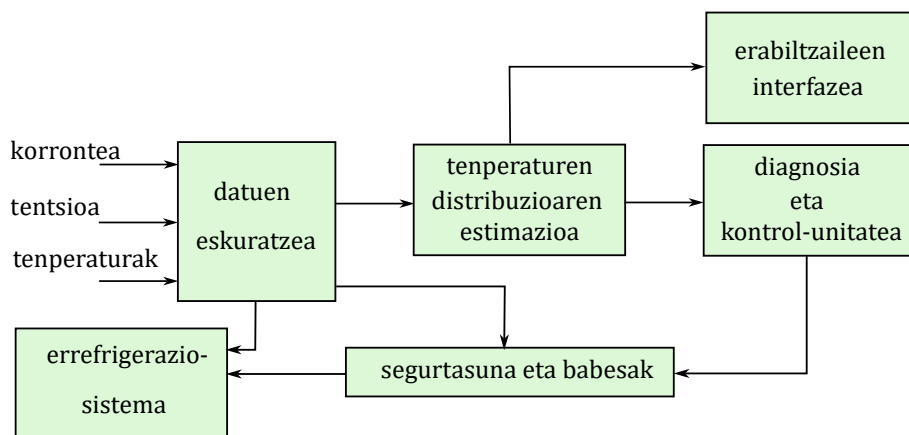 korrontea
tentsioa
tenperaturak
datuen
eskuratzea
tenperaturen
distribuzioaren
estimazioa
erabiltzaileen
interfazea
diagnosia
eta
kontrol-unitatea
errefrigerazio-
sistema
segurtasuna eta babesak